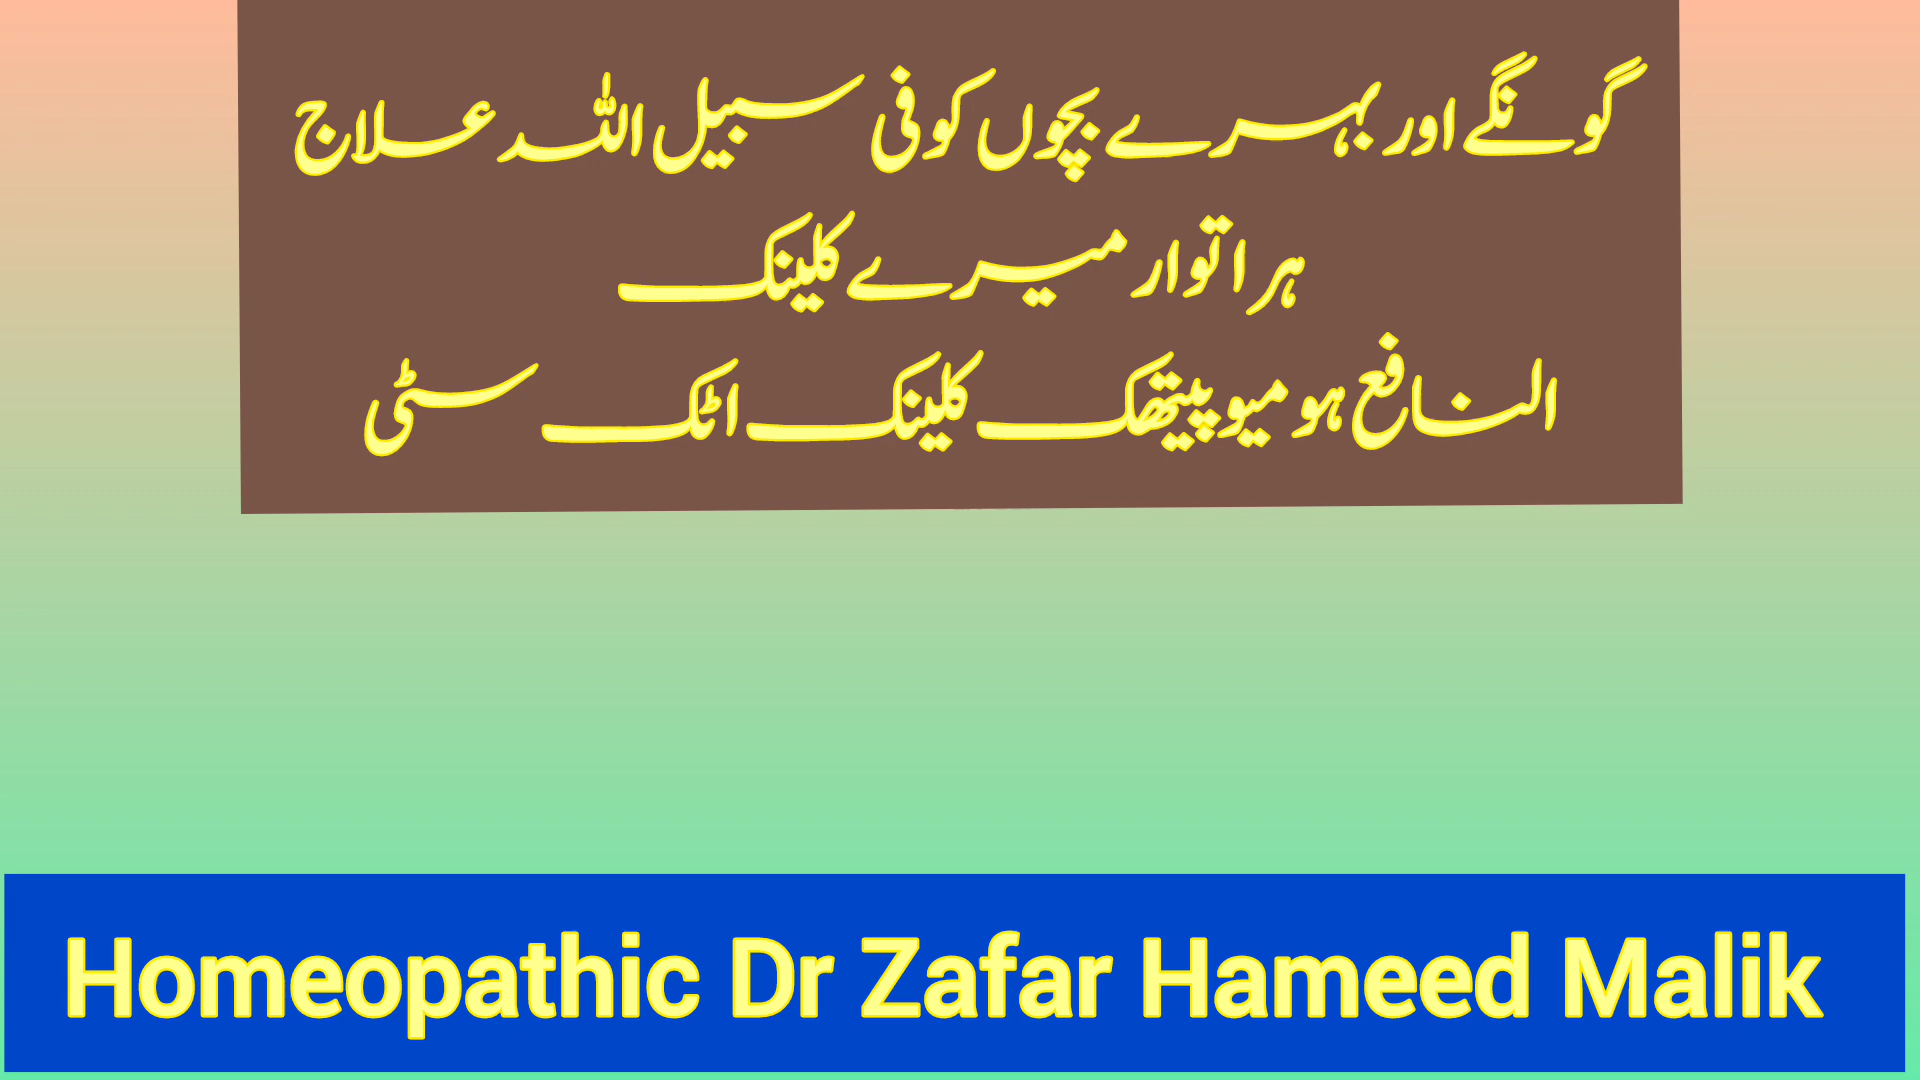 گونگے اور بہرے بچوں کو فی سبیل اللہ علاج
ہر اتوار میرے کلینک
النافع ہومیوپیتھک کلینک اٹک سٹی
Homeopathic Dr Zafar Hameed Malik